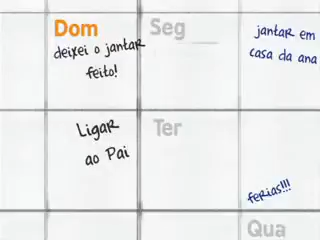 Dom
deixei o jantar
feito!
Seg
jantar em
casa da ana
Ligar
ao Pai
Ter
ferias!!!
Qua